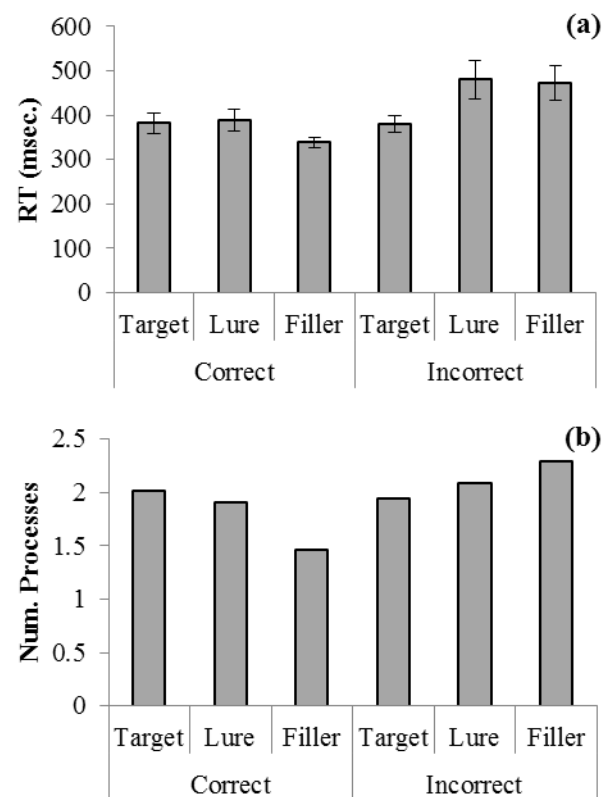 (a)
600
500
400
300
200
100
0
RT (msec.)
Target Lure Filler Target Lure Filler
Correct Incorrect
(b)
2.5
2
1.5
1
0.5
0
Num. Processes
Target Lure Filler Target Lure Filler
Correct Incorrect